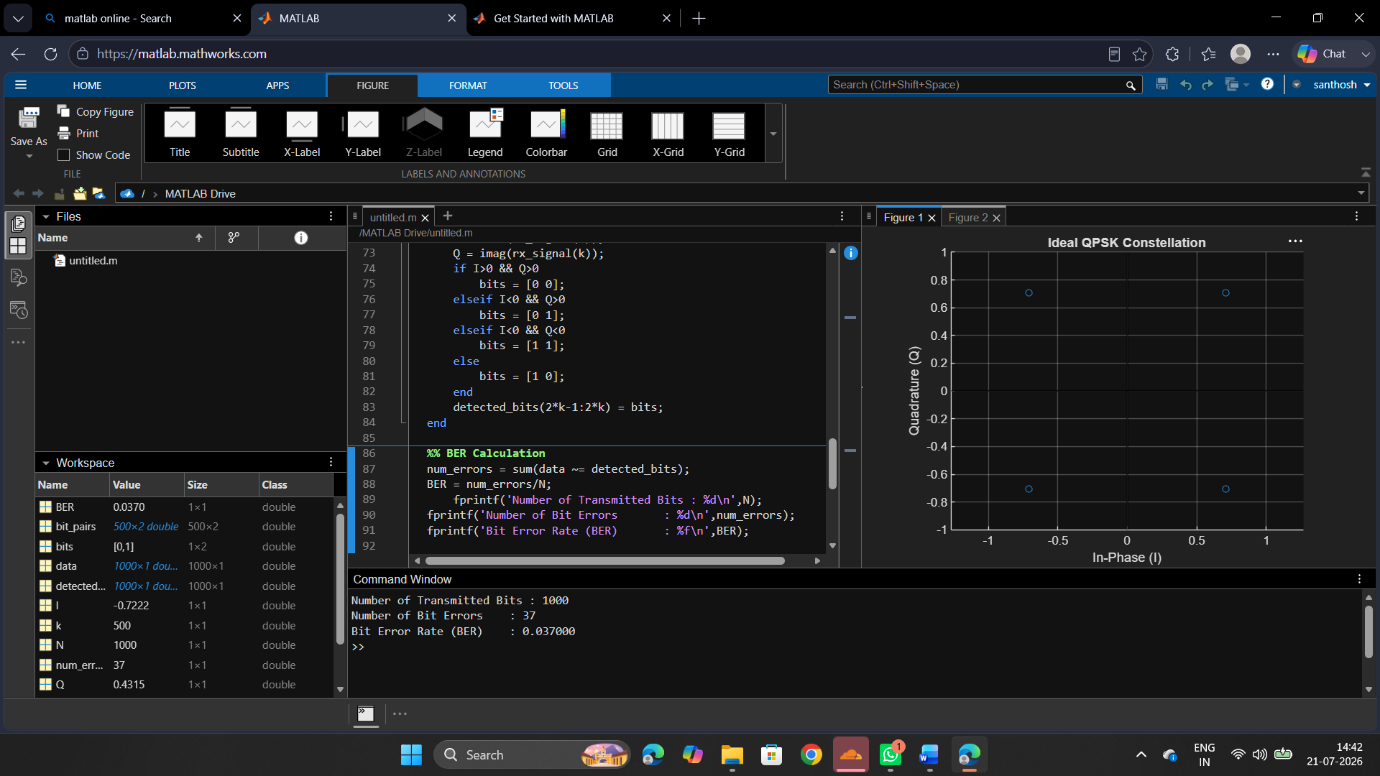 matlab online - Search
MATLAB
Get Started with MATLAB
https://matlab.mathworks.com
Chat
HOME PLOTS APPS FIGURE FORMAT TOOLS
Search (Ctrl+Shift+Space)
santhosh
Save As
Copy Figure
Print
Show Code
FILE
Title Subtitle X-Label Y-Label Z-Label Legend Colorbar Grid X-Grid Y-Grid
LABELS AND ANNOTATIONS
/ › MATLAB Drive
Files
Name
untitled.m
Workspace
Name Value Size Class
BER 0.0370 1×1 double
bit_pairs 500×2 double 500×2 double
bits [0,1] 1×2 double
data 1000×1 dou... 1000×1 double
detected... 1000×1 dou... 1000×1 double
I -0.7222 1×1 double
k 500 1×1 double
N 1000 1×1 double
num_err... 37 1×1 double
Q 0.4315 1×1 double
untitled.m
/MATLAB Drive/untitled.m
73 Q = imag(rx_signal(k));
74 if I>0 && Q>0
75 bits = [0 0];
76 elseif I<0 && Q>0
77 bits = [0 1];
78 elseif I<0 && Q<0
79 bits = [1 1];
80 else
81 bits = [1 0];
82 end
83 detected_bits(2*k-1:2*k) = bits;
84 end
85
86 %% BER Calculation
87 num_errors = sum(data ~= detected_bits);
88 BER = num_errors/N;
89 fprintf('Number of Transmitted Bits : %d\n',N);
90 fprintf('Number of Bit Errors : %d\n',num_errors);
91 fprintf('Bit Error Rate (BER) : %f\n',BER);
92
Figure 1 Figure 2
Ideal QPSK Constellation
1
0.8
0.6
0.4
0.2
0
-0.2
-0.4
-0.6
-0.8
-1
Quadrature (Q)
-1 -0.5 0 0.5 1
In-Phase (I)
Command Window
Number of Transmitted Bits : 1000
Number of Bit Errors : 37
Bit Error Rate (BER) : 0.037000
>>
Search
1
ENG
IN
14:42
21-07-2026